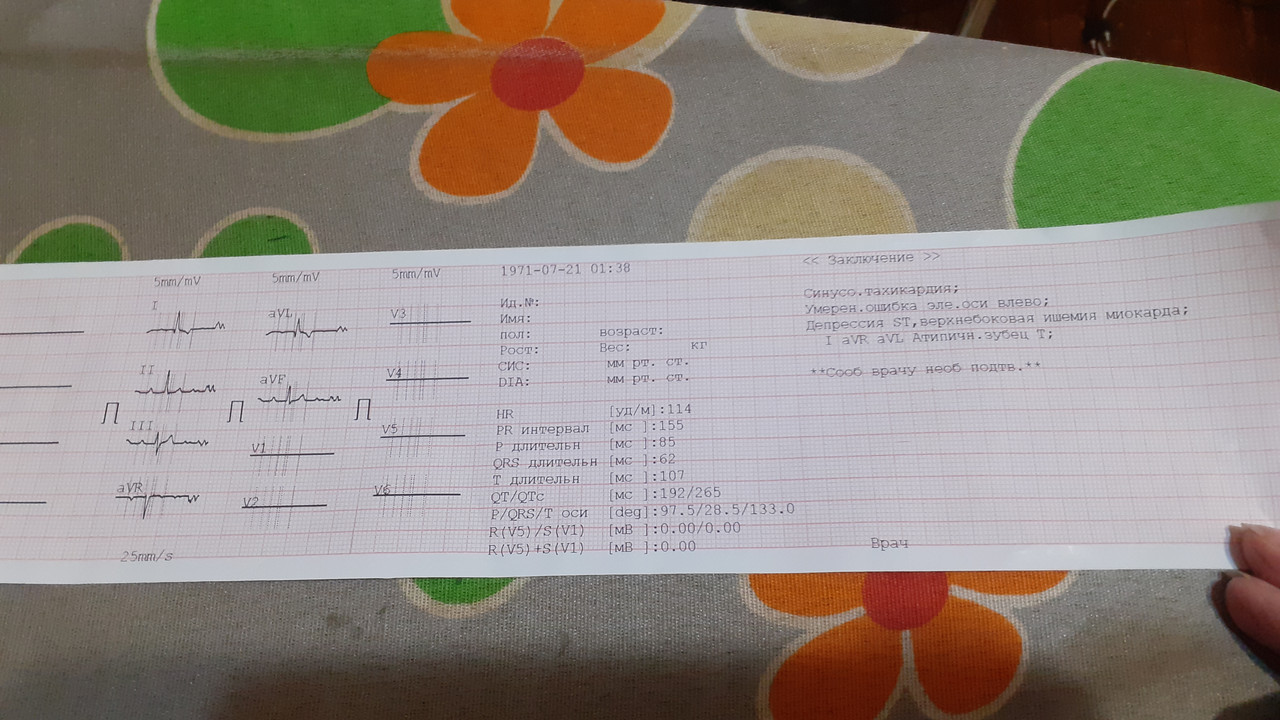 5mm/mV
5mm/mV
5mm/mV
I
II
III
aVR
aVL
aVF
V1
V2
V3
V4
V5
V6
25mm/s
1971-07-21 01:38
Ид.№:
Имя:
пол: возраст:
Рост: Вес: кг
СИС: мм рт. ст.
DIA: мм рт. ст.
HR [уд/м]:114
PR интервал [мс ]:155
P длительн [мс ]:85
QRS длительн [мс ]:62
T длительн [мс ]:107
QT/QTc [мс ]:192/265
P/QRS/T оси [deg]:97.5/28.5/133.0
R(V5)/S(V1) [мВ ]:0.00/0.00
R(V5)+S(V1) [мВ ]:0.00
<< Заключение >>
Синусо.тахикардия;
Умерен.ошибка эле.оси влево;
Депрессия ST,верхнебоковая ишемия миокарда;
I aVR aVL Атипичн.зубец T;
**Сооб врачу необ подтв.**
Врач